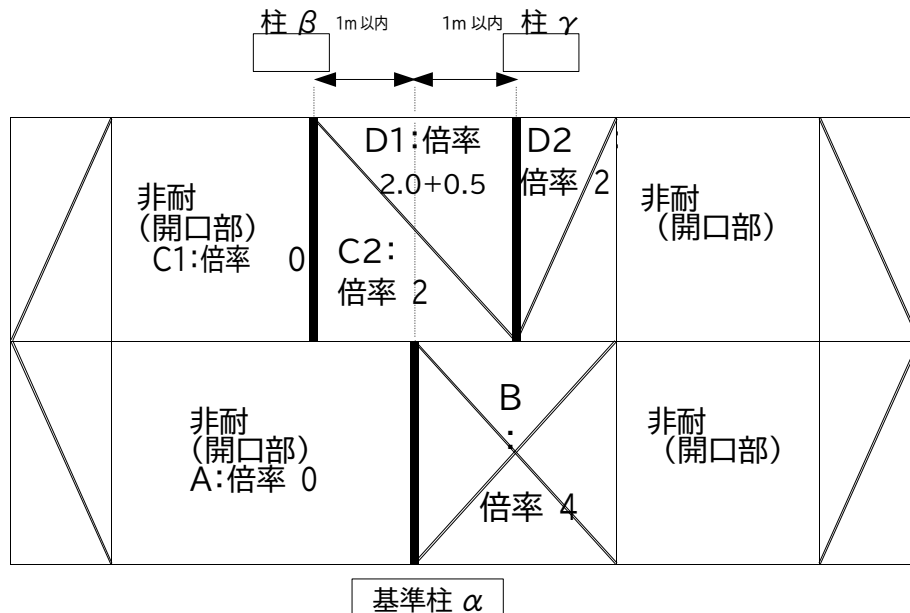 柱 β 1m 以内 1m 以内 柱 γ
D1:倍率
2.0+0.5
D2:
倍率 2
非耐
(開口部)
C1:倍率 0
C2:
倍率 2
非耐
(開口部)
非耐
(開口部)
A:倍率 0
B
:
倍率 4
非耐
(開口部)
基準柱 α